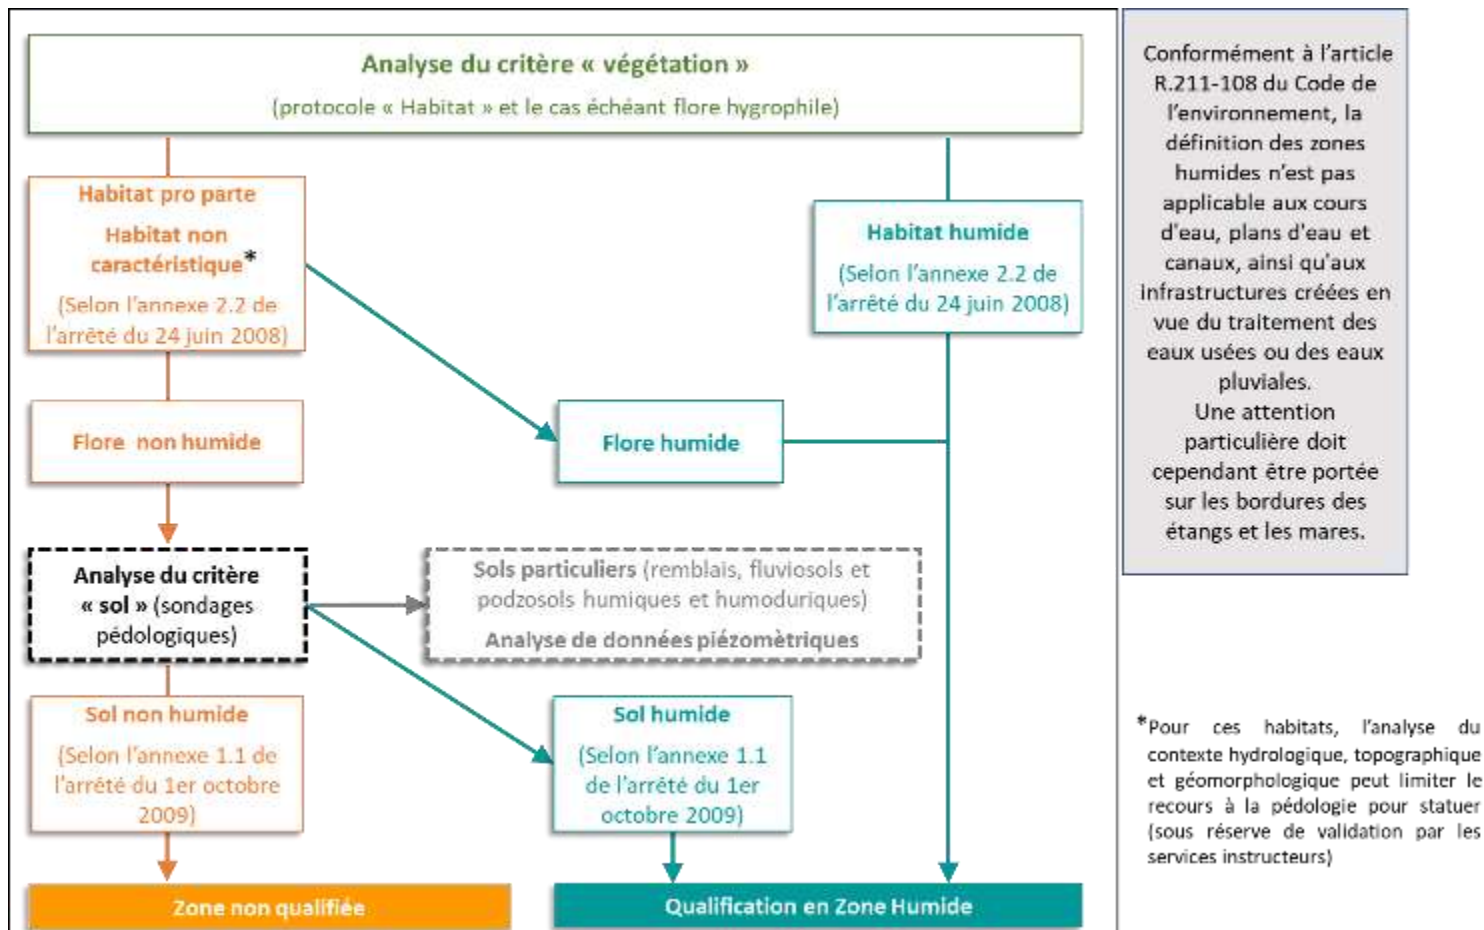 Analyse du critère « végétation »
(protocole « Habitat » et le cas échéant flore hygrophile)
Habitat pro parte
Habitat non
caractéristique*
(Selon l'annexe 2.2 de
l'arrêté du 24 juin 2008)
Habitat humide
(Selon l'annexe 2.2 de
l'arrêté du 24 juin 2008)
Flore non humide
Flore humide
Analyse du critère
« sol » (sondages
pédologiques)
Sols particuliers (remblais, fluviosols et
podzosols humiques et humoduriques)
Analyse de données piézomètriques
Sol non humide
(Selon l'annexe 1.1 de
l'arrêté du 1er octobre
2009)
Sol humide
(Selon l'annexe 1.1
de l'arrêté du 1er
octobre 2009)
Zone non qualifiée
Qualification en Zone Humide
Conformément à l'article
R.211-108 du Code de
l'environnement, la
définition des zones
humides n'est pas
applicable aux cours
d'eau, plans d'eau et
canaux, ainsi qu'aux
infrastructures créées en
vue du traitement des
eaux usées ou des eaux
pluviales.
Une attention
particulière doit
cependant être portée
sur les bordures des
étangs et les mares.
*Pour ces habitats, l'analyse du
contexte hydrologique, topographique
et géomorphologique peut limiter le
recours à la pédologie pour statuer
(sous réserve de validation par les
services instructeurs)